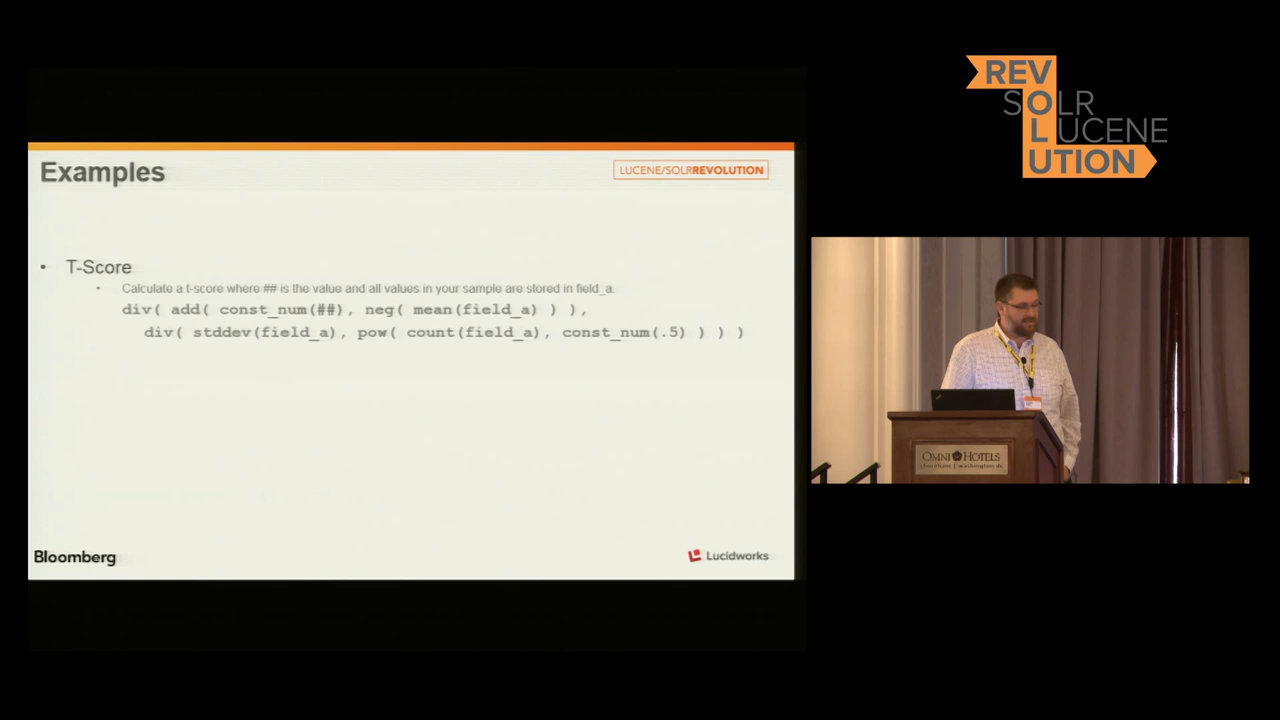 REV
SOLR
LUCENE
UTION
Examples
LUCENE/SOLRREVOLUTION
• T-Score
• Calculate a t-score where ## is the value and all values in your sample are stored in field_a.
div( add( const_num(##), neg( mean(field_a) ) ),
div( stddev(field_a), pow( count(field_a), const_num(.5) ) ) )
Bloomberg
Lucidworks
OMNI HOTELS